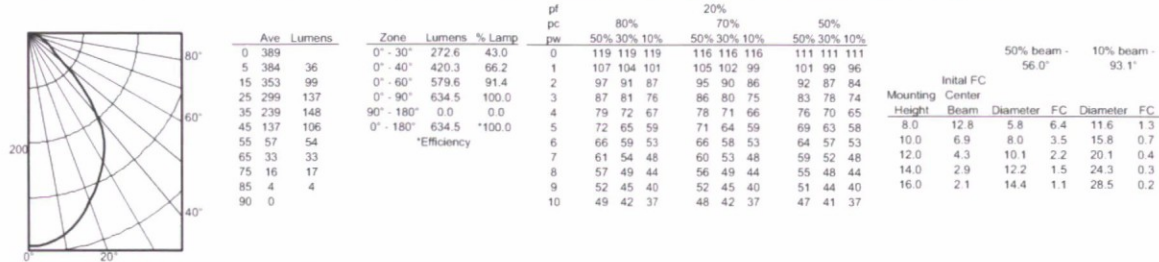 80°
60°
200
40°
0° 20°
Ave Lumens
0 389
5 384 36
15 353 99
25 299 137
35 239 148
45 137 106
55 57 54
65 33 33
75 16 17
85 4 4
90 0
Zone Lumens % Lamp
0° - 30° 272.6 43.0
0° - 40° 420.3 66.2
0° - 60° 579.6 91.4
0° - 90° 634.5 100.0
90° - 180° 0.0 0.0
0° - 180° 634.5 *100.0
*Efficiency
pf 20%
pc 80% 70% 50%
pw 50% 30% 10% 50% 30% 10% 50% 30% 10%
0 119 119 119 116 116 116 111 111 111
1 107 104 101 105 102 99 101 99 96
2 97 91 87 95 90 86 92 87 84
3 87 81 76 86 80 75 83 78 74
4 79 72 67 78 71 66 76 70 65
5 72 65 59 71 64 59 69 63 58
6 66 59 53 66 58 53 64 57 53
7 61 54 48 60 53 48 59 52 48
8 57 49 44 56 49 44 55 48 44
9 52 45 40 52 45 40 51 44 40
10 49 42 37 48 42 37 47 41 37
50% beam - 10% beam -
56.0° 93.1°
Inital FC
Mounting Center
Height Beam Diameter FC Diameter FC
8.0 12.8 5.8 6.4 11.6 1.3
10.0 6.9 8.0 3.5 15.8 0.7
12.0 4.3 10.1 2.2 20.1 0.4
14.0 2.9 12.2 1.5 24.3 0.3
16.0 2.1 14.4 1.1 28.5 0.2